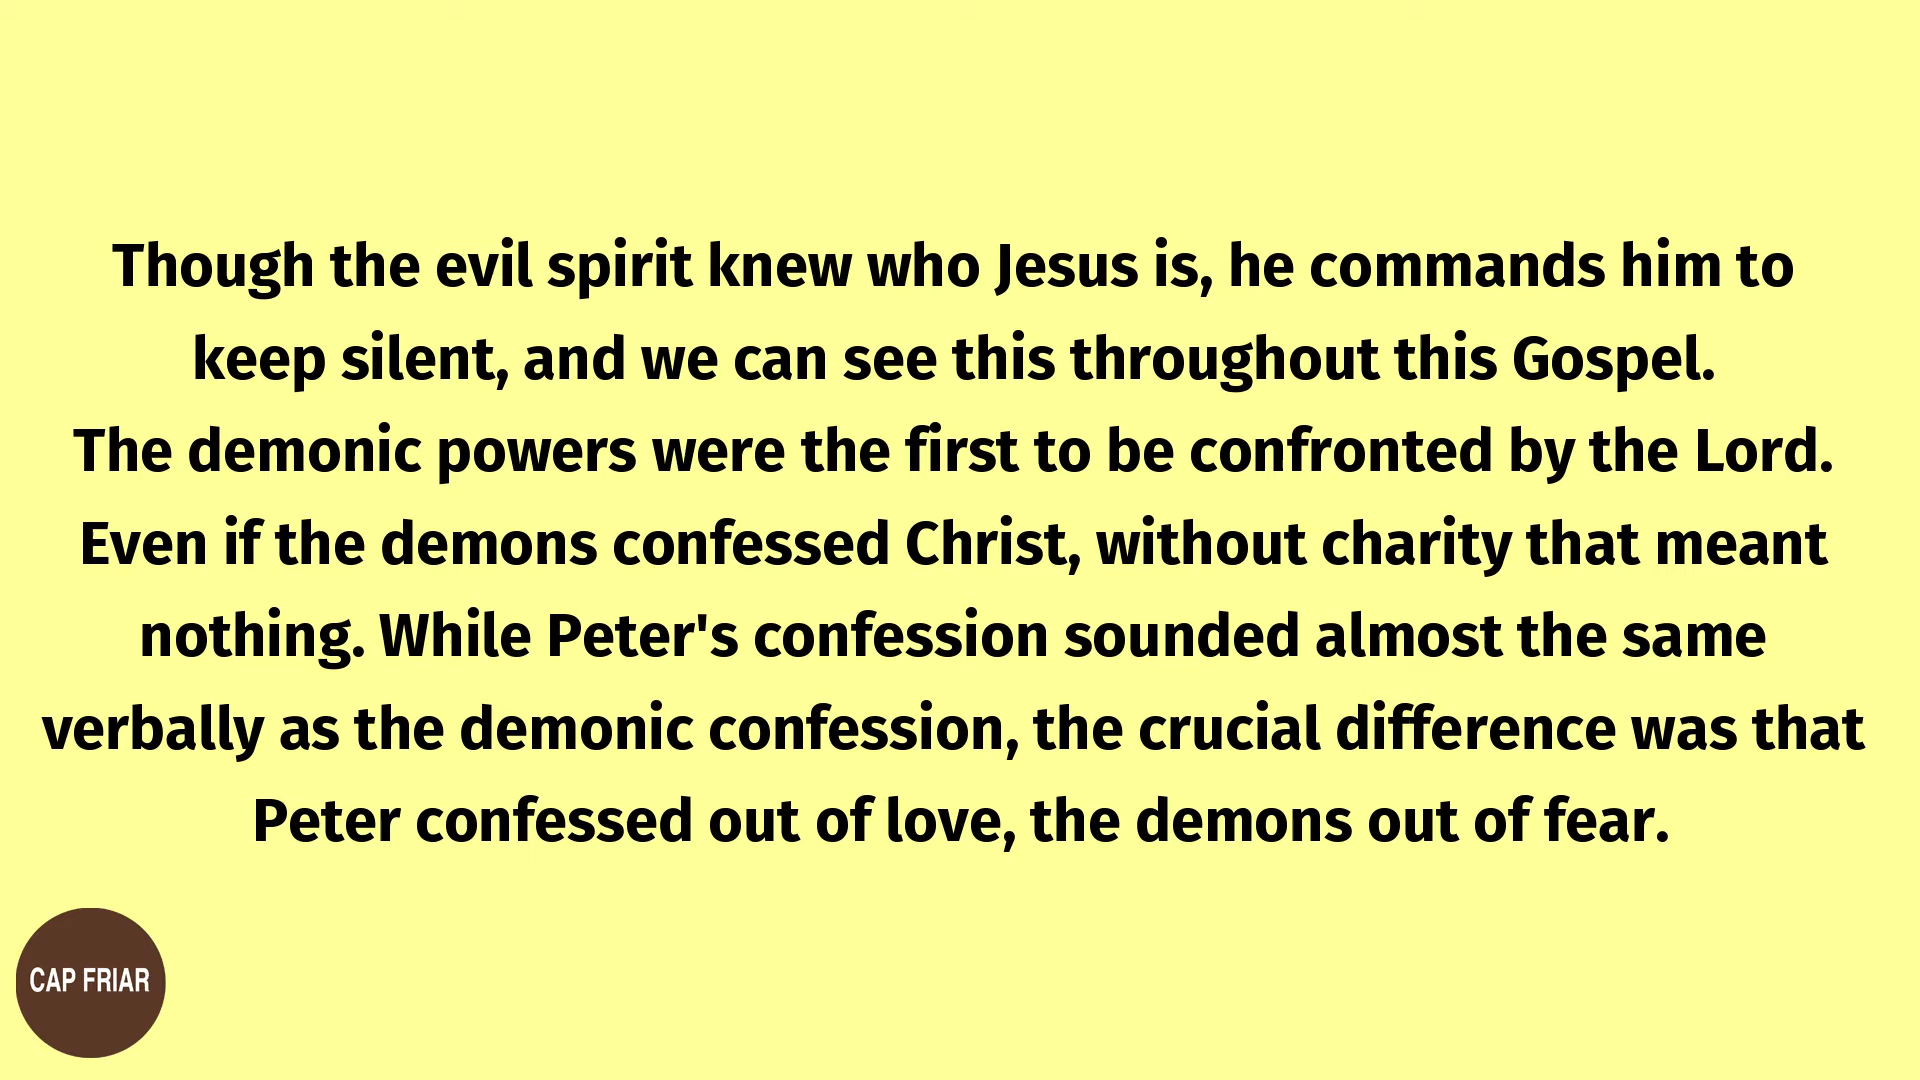 Though the evil spirit knew who Jesus is, he commands him to
keep silent, and we can see this throughout this Gospel.
The demonic powers were the first to be confronted by the Lord.
Even if the demons confessed Christ, without charity that meant
nothing. While Peter's confession sounded almost the same
verbally as the demonic confession, the crucial difference was that
Peter confessed out of love, the demons out of fear.
CAP FRIAR